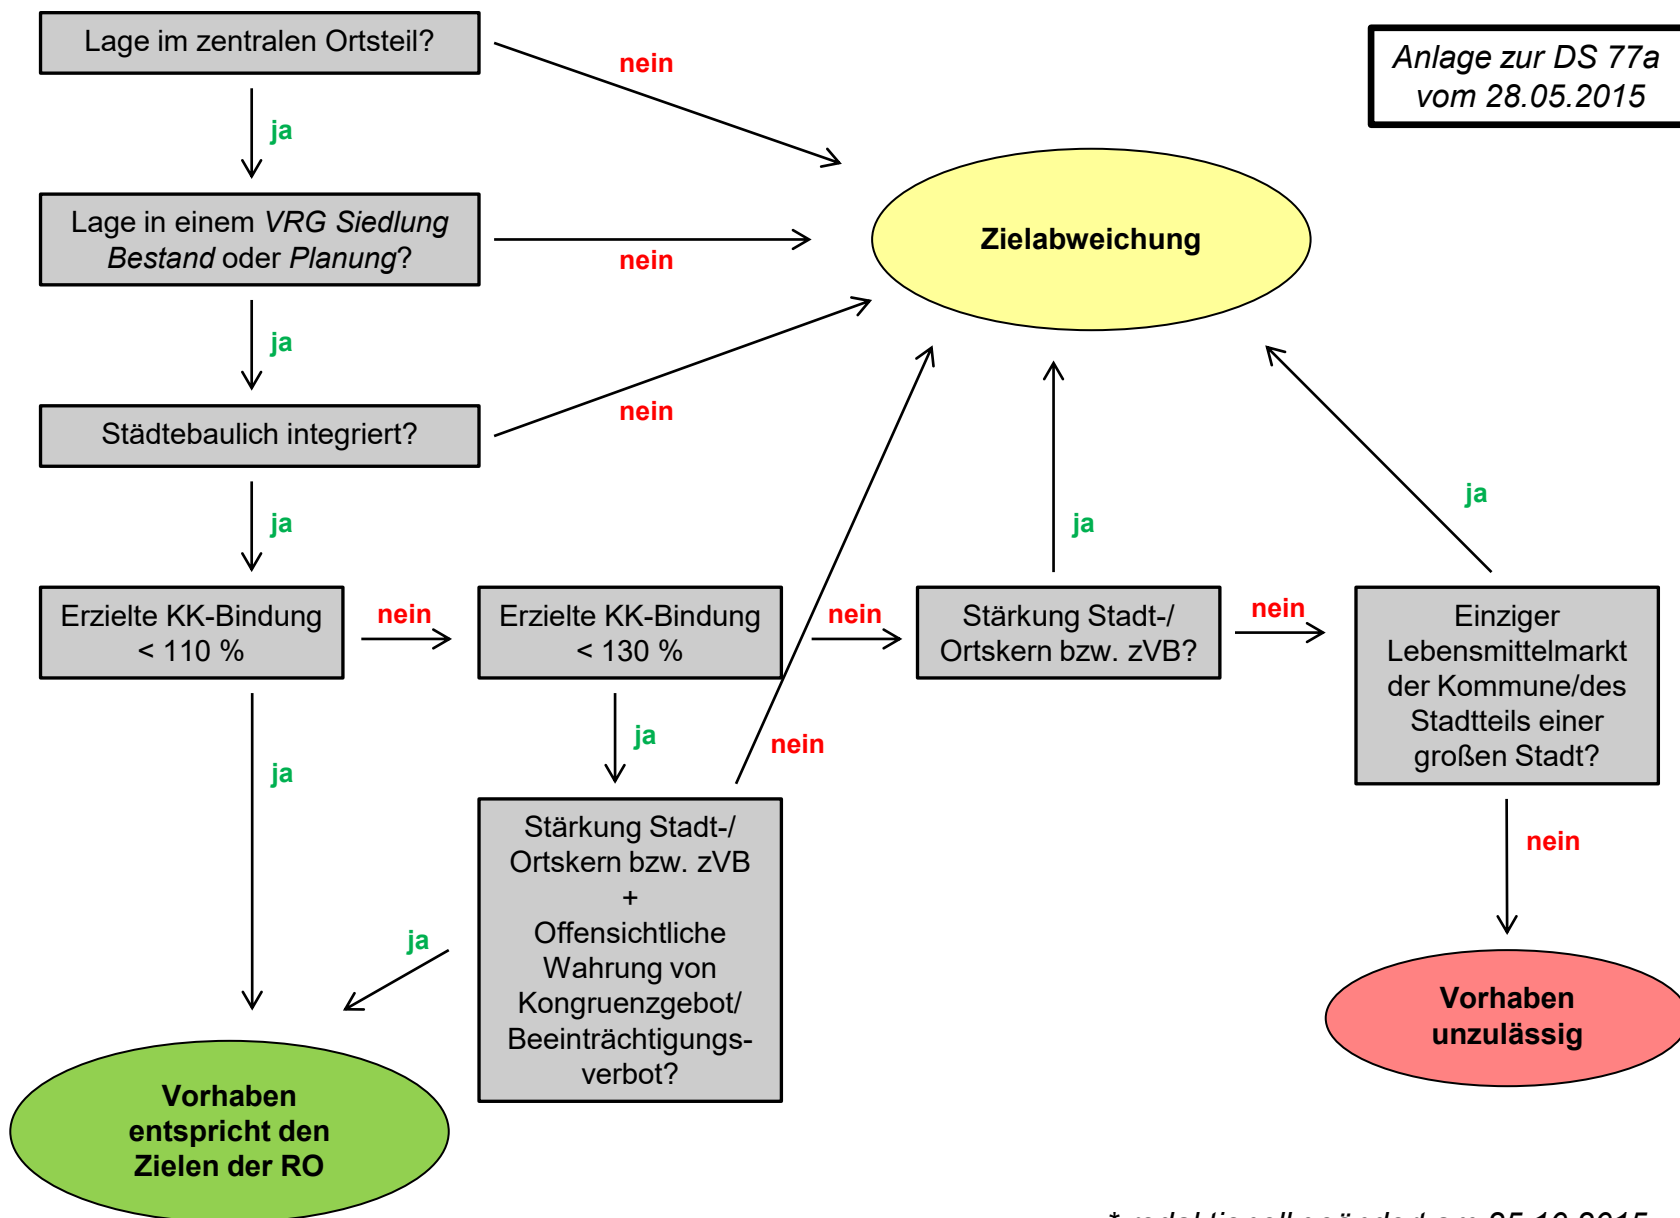 Lage im zentralen Ortsteil?
nein
Anlage zur DS 77a
vom 28.05.2015
ja
Lage in einem VRG Siedlung
Bestand oder Planung?
nein
Zielabweichung
ja
Städtebaulich integriert?
nein
ja
ja
ja
Erzielte KK-Bindung
< 110 %
nein
Erzielte KK-Bindung
< 130 %
nein
Stärkung Stadt-/
Ortskern bzw. zVB?
nein
Einziger
Lebensmittelmarkt
der Kommune/des
Stadtteils einer
großen Stadt?
ja
ja
nein
Stärkung Stadt-/
Ortskern bzw. zVB
+
Offensichtliche
Wahrung von
Kongruenzgebot/
Beeinträchtigungs-
verbot?
nein
ja
Vorhaben
unzulässig
Vorhaben
entspricht den
Zielen der RO